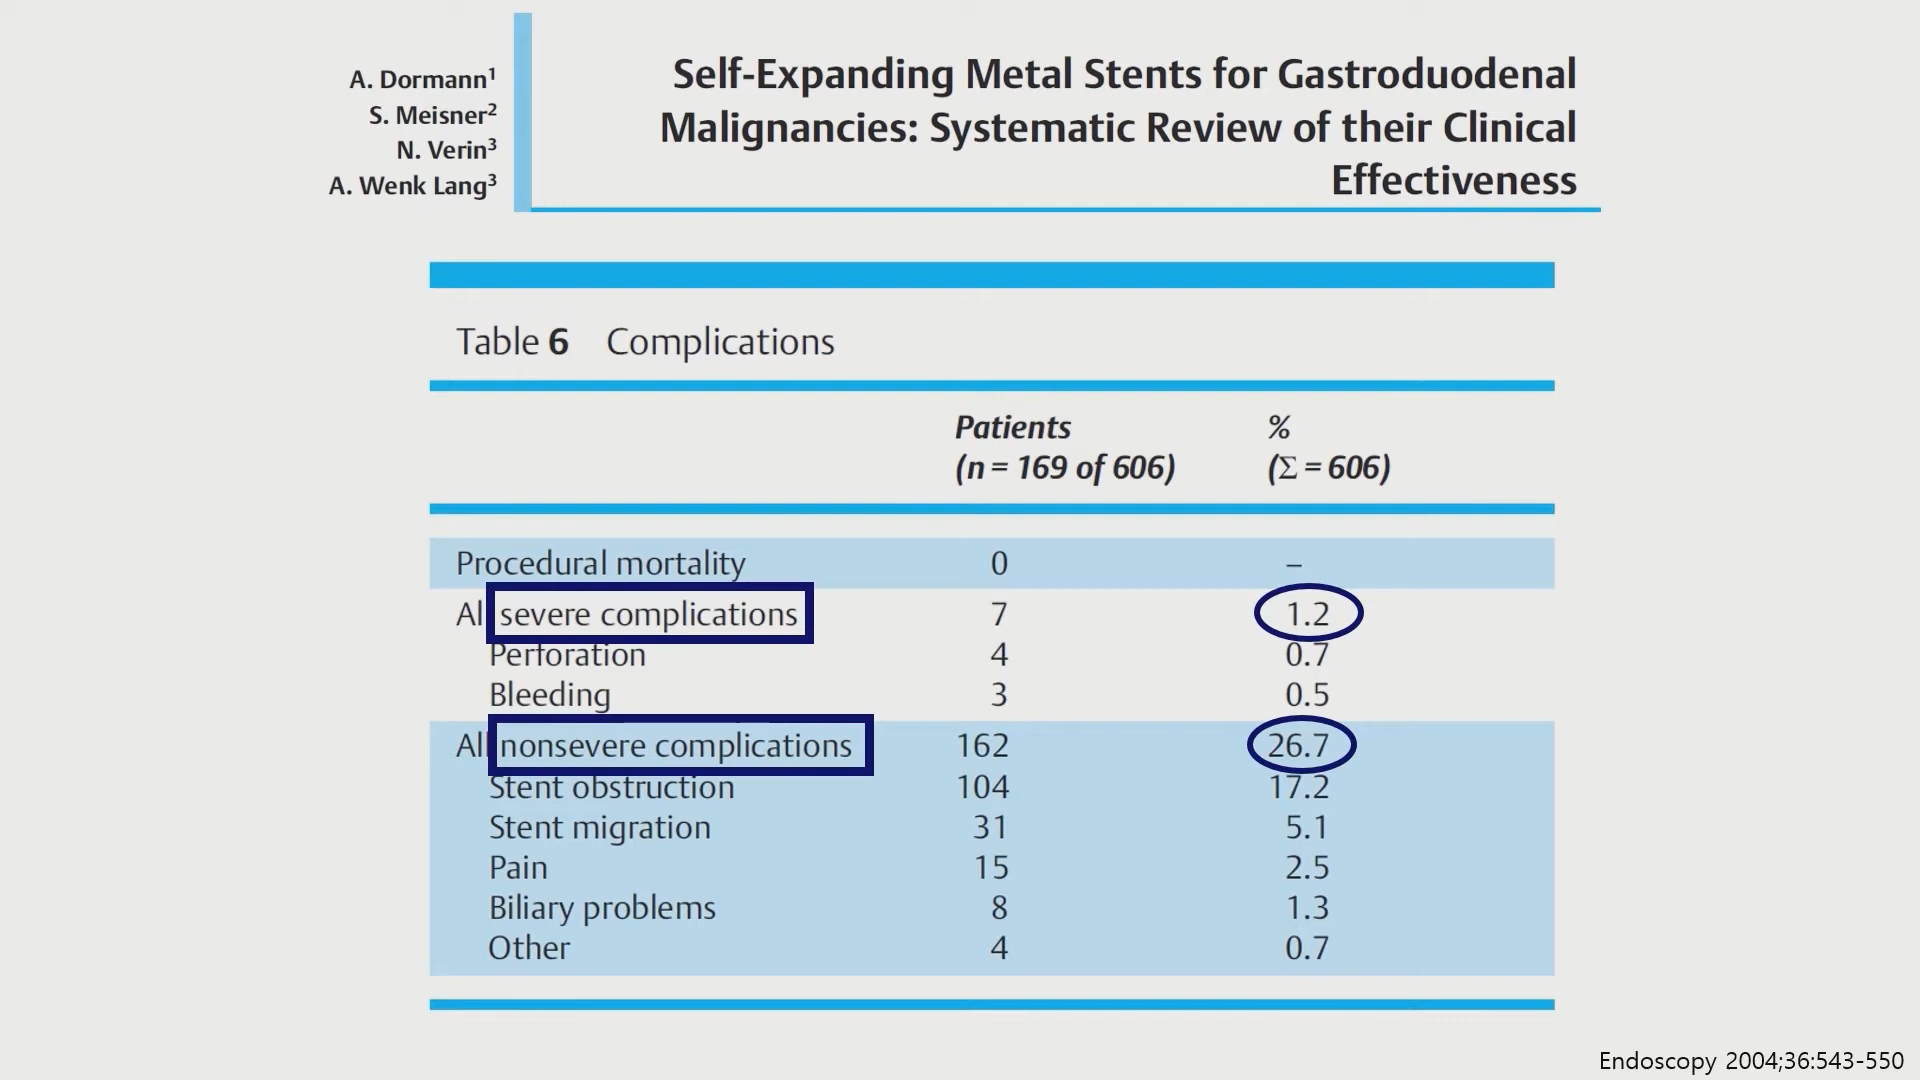 A. Dormann¹
S. Meisner²
N. Verin³
A. Wenk Lang³
Self-Expanding Metal Stents for Gastroduodenal
Malignancies: Systematic Review of their Clinical
Effectiveness
Table 6 Complications
Patients %
(n = 169 of 606) (Σ = 606)
Procedural mortality 0 –
Al severe complications 7 1.2
Perforation 4 0.7
Bleeding 3 0.5
All nonsevere complications 162 26.7
Stent obstruction 104 17.2
Stent migration 31 5.1
Pain 15 2.5
Biliary problems 8 1.3
Other 4 0.7
Endoscopy 2004;36:543-550